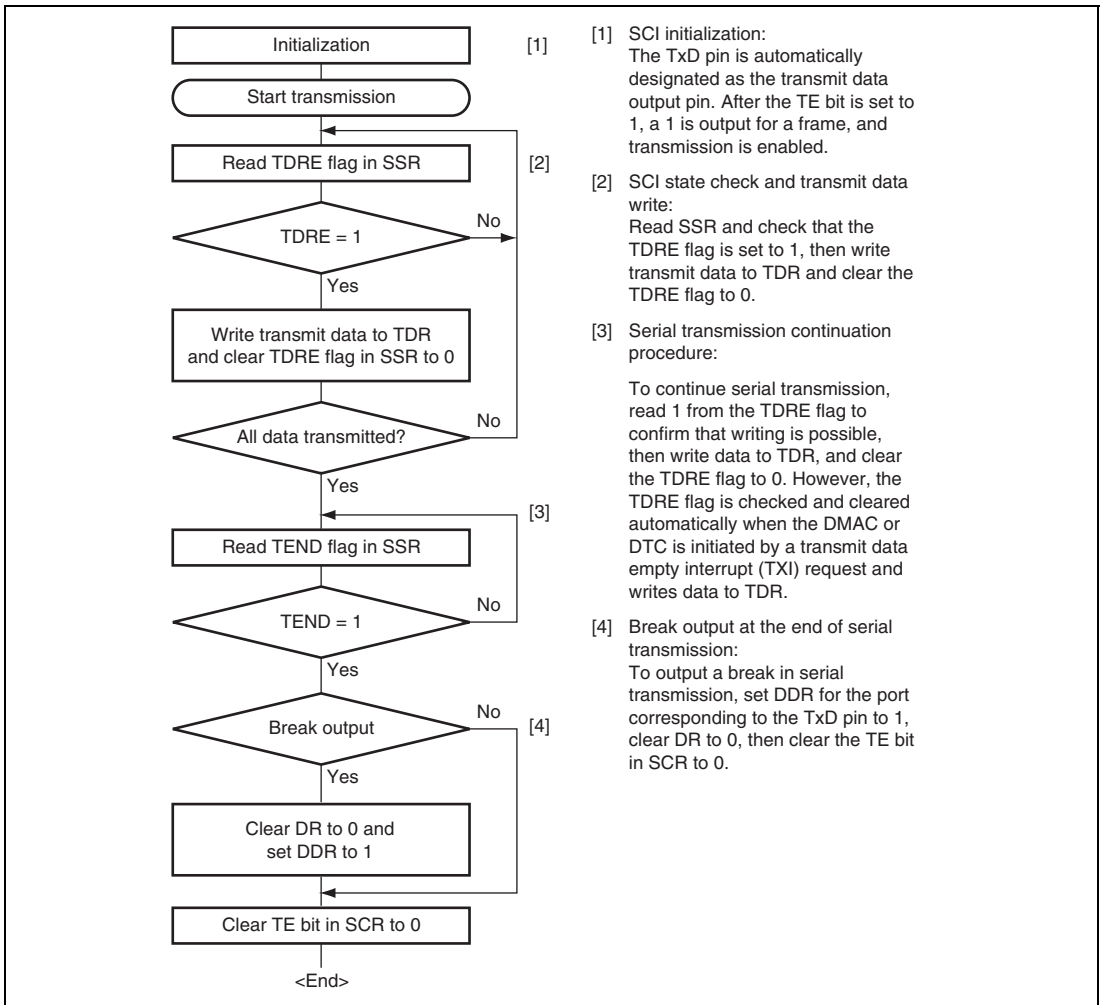 Initialization
[1]
Start transmission
Read TDRE flag in SSR
[2]
No
TDRE = 1
Yes
Write transmit data to TDR
and clear TDRE flag in SSR to 0
No
All data transmitted?
Yes
[3]
Read TEND flag in SSR
No
TEND = 1
Yes
No
Break output
[4]
Yes
Clear DR to 0 and
set DDR to 1
Clear TE bit in SCR to 0
<End>
[1] SCI initialization:
The TxD pin is automatically
designated as the transmit data
output pin. After the TE bit is set to
1, a 1 is output for a frame, and
transmission is enabled.
[2] SCI state check and transmit data
write:
Read SSR and check that the
TDRE flag is set to 1, then write
transmit data to TDR and clear the
TDRE flag to 0.
[3] Serial transmission continuation
procedure:
To continue serial transmission,
read 1 from the TDRE flag to
confirm that writing is possible,
then write data to TDR, and clear
the TDRE flag to 0. However, the
TDRE flag is checked and cleared
automatically when the DMAC or
DTC is initiated by a transmit data
empty interrupt (TXI) request and
writes data to TDR.
[4] Break output at the end of serial
transmission:
To output a break in serial
transmission, set DDR for the port
corresponding to the TxD pin to 1,
clear DR to 0, then clear the TE bit
in SCR to 0.